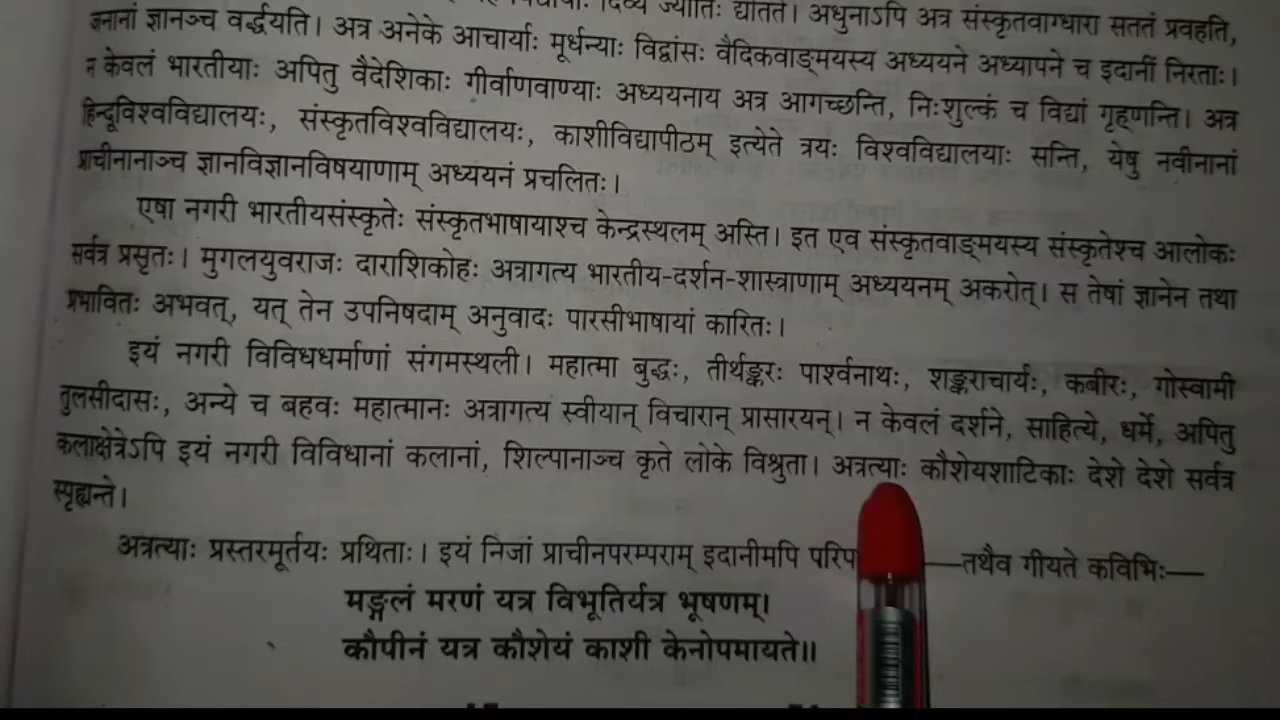 दिव्य ज्योतिः द्योतते। अधुनाऽपि अत्र संस्कृतवाग्धारा सततं प्रवहति,
जनानां ज्ञानञ्च वर्द्धयति। अत्र अनेके आचार्याः मूर्धन्याः विद्वांसः वैदिकवाङ्मयस्य अध्ययने अध्यापने च इदानीं निरताः।
न केवलं भारतीयाः अपितु वैदेशिकाः गीर्वाणवाण्याः अध्ययनाय अत्र आगच्छन्ति, निःशुल्कं च विद्यां गृह्णन्ति। अत्र
हिन्दूविश्वविद्यालयः, संस्कृतविश्वविद्यालयः, काशीविद्यापीठम् इत्येते त्रयः विश्वविद्यालयाः सन्ति, येषु नवीनानां
प्राचीनानाञ्च ज्ञानविज्ञानविषयाणाम् अध्ययनं प्रचलितः।
एषा नगरी भारतीयसंस्कृतेः संस्कृतभाषायाश्च केन्द्रस्थलम् अस्ति। इत एव संस्कृतवाङ्मयस्य संस्कृतेश्च आलोकः
सर्वत्र प्रसृतः। मुगलयुवराजः दाराशिकोहः अत्रागत्य भारतीय-दर्शन-शास्त्राणाम् अध्ययनम् अकरोत्। स तेषां ज्ञानेन तथा
प्रभावितः अभवत्, यत् तेन उपनिषदाम् अनुवादः पारसीभाषायां कारितः।
इयं नगरी विविधधर्माणां संगमस्थली। महात्मा बुद्धः, तीर्थङ्करः पार्श्वनाथः, शङ्कराचार्यः, कबीरः, गोस्वामी
तुलसीदासः, अन्ये च बहवः महात्मानः अत्रागत्य स्वीयान् विचारान् प्रासारयन्। न केवलं दर्शने, साहित्ये, धर्मे, अपितु
कलाक्षेत्रेऽपि इयं नगरी विविधानां कलानां, शिल्पानाञ्च कृते लोके विश्रुता। अत्रत्याः कौशेयशाटिकाः देशे देशे सर्वत्र
स्पृह्यन्ते।
अत्रत्याः प्रस्तरमूर्तयः प्रथिताः। इयं निजां प्राचीनपरम्पराम् इदानीमपि परिप —तथैव गीयते कविभिः—
मङ्गलं मरणं यत्र विभूतिर्यत्र भूषणम्।
कौपीनं यत्र कौशेयं काशी केनोपमायते॥